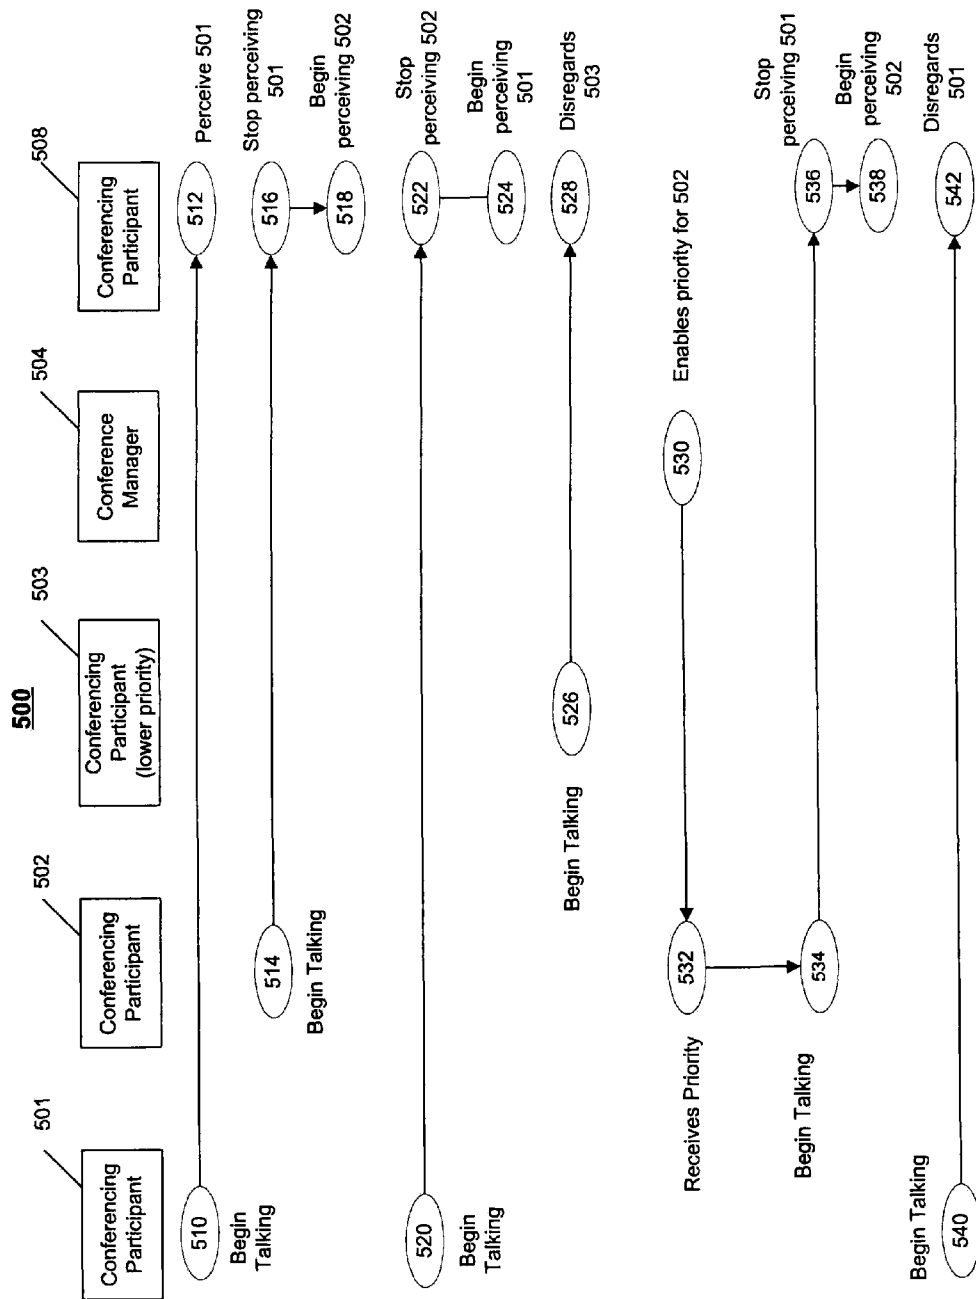 500
501
502
503
504
508
Conferencing
Participant
Conferencing
Participant
Conferencing
Participant
(lower priority)
Conference
Manager
Conferencing
Participant
510
Begin
Talking
512
Perceive 501
514
Begin Talking
516
Stop perceiving
501
518
Begin
perceiving 502
520
Begin
Talking
522
Stop
perceiving 502
524
Begin
perceiving
501
526
Begin Talking
528
Disregards
503
530
Enables priority for 502
532
Receives Priority
534
Begin Talking
536
Stop
perceiving 501
538
Begin
perceiving
502
540
Begin Talking
542
Disregards
501